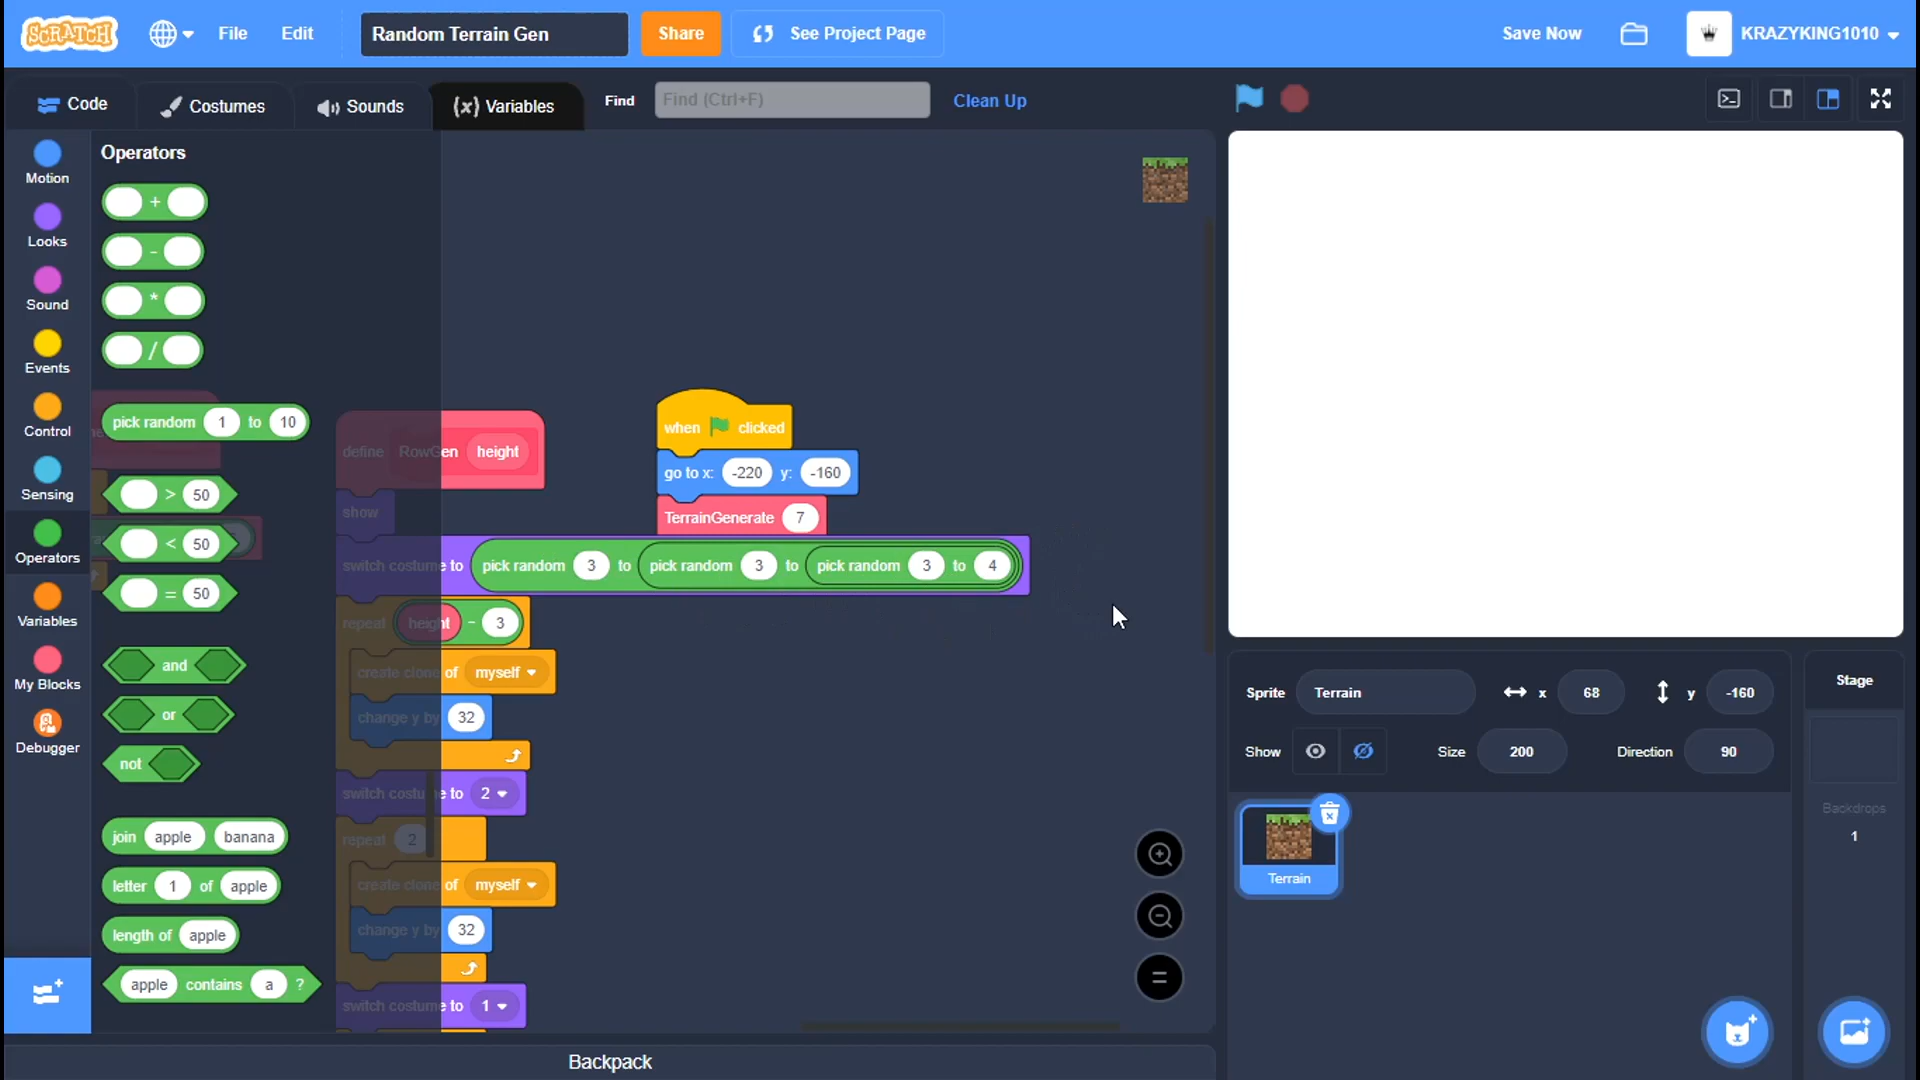 SCRATCH
File
Edit
Random Terrain Gen
Share
See Project Page
Save Now
KRAZYKING1010
Code
Costumes
Sounds
(x) Variables
Find
Find (Ctrl+F)
Clean Up
Motion
Looks
Sound
Events
Control
Sensing
Operators
Variables
My Blocks
Debugger
Operators
+
-
*
/
pick random 1 to 10
> 50
< 50
= 50
and
or
not
join apple banana
letter 1 of apple
length of apple
apple contains a ?
define RowGen height
show
switch costume to pick random 3 to pick random 3 to pick random 3 to 4
repeat height - 3
create clone of myself
change y by 32
switch costume to 2
repeat 2
create clone of myself
change y by 32
switch costume to 1
when clicked
go to x: -220 y: -160
TerrainGenerate 7
Backpack
Sprite Terrain x 68 y -160
Show Size 200 Direction 90
Terrain
Stage
Backdrops
1